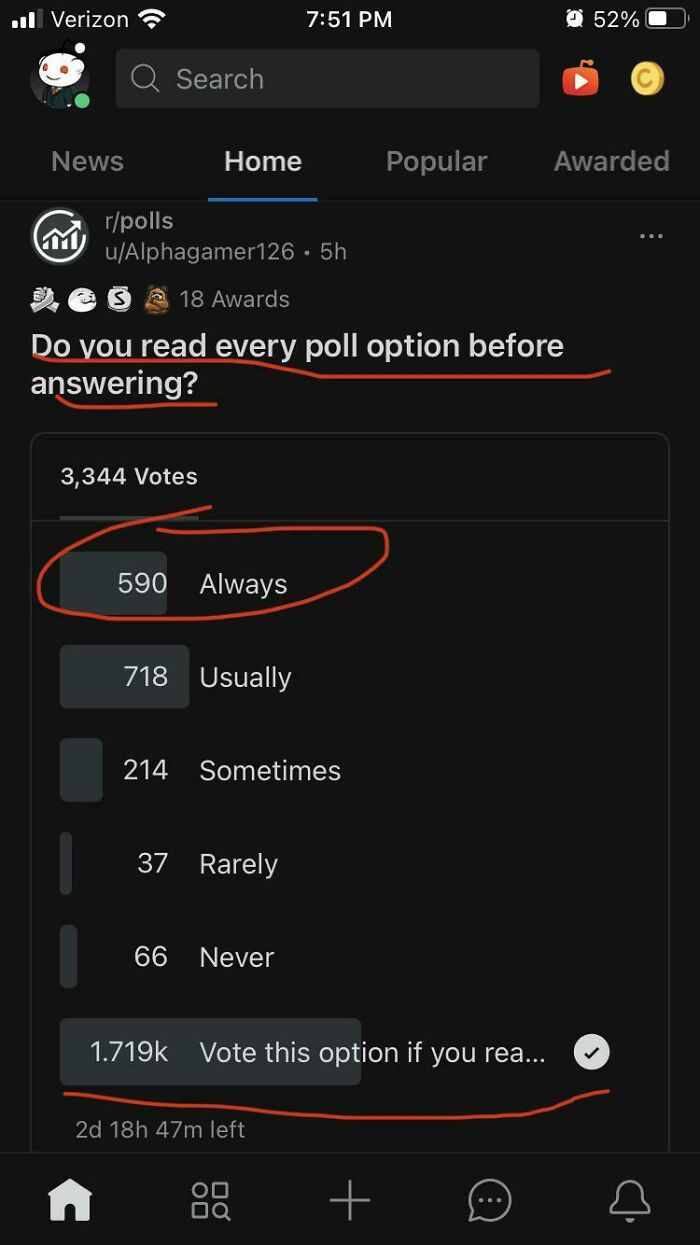 Verizon 7:51 PM 52%
Search
News Home Popular Awarded
r/polls
u/Alphagamer126 • 5h
18 Awards
Do you read every poll option before
answering?
3,344 Votes
590 Always
718 Usually
214 Sometimes
37 Rarely
66 Never
1.719k Vote this option if you rea...
2d 18h 47m left